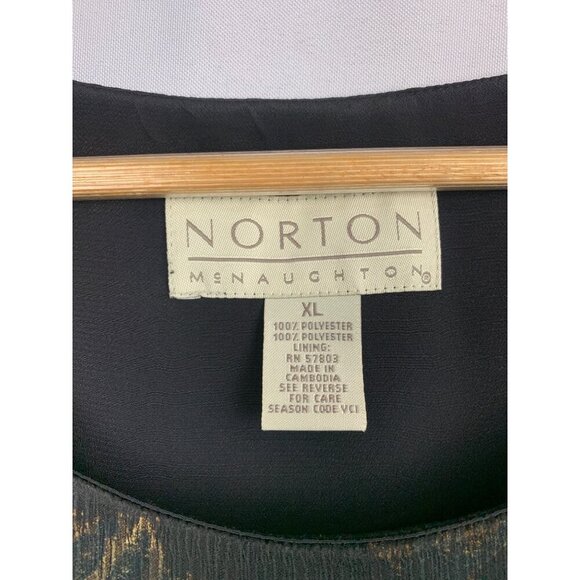 NORTON
McNAUGHTON®
XL
100% POLYESTER
100% POLYESTER
LINING:
RN 57803
MADE IN
CAMBODIA
SEE REVERSE
FOR CARE
SEASON CODE VC1